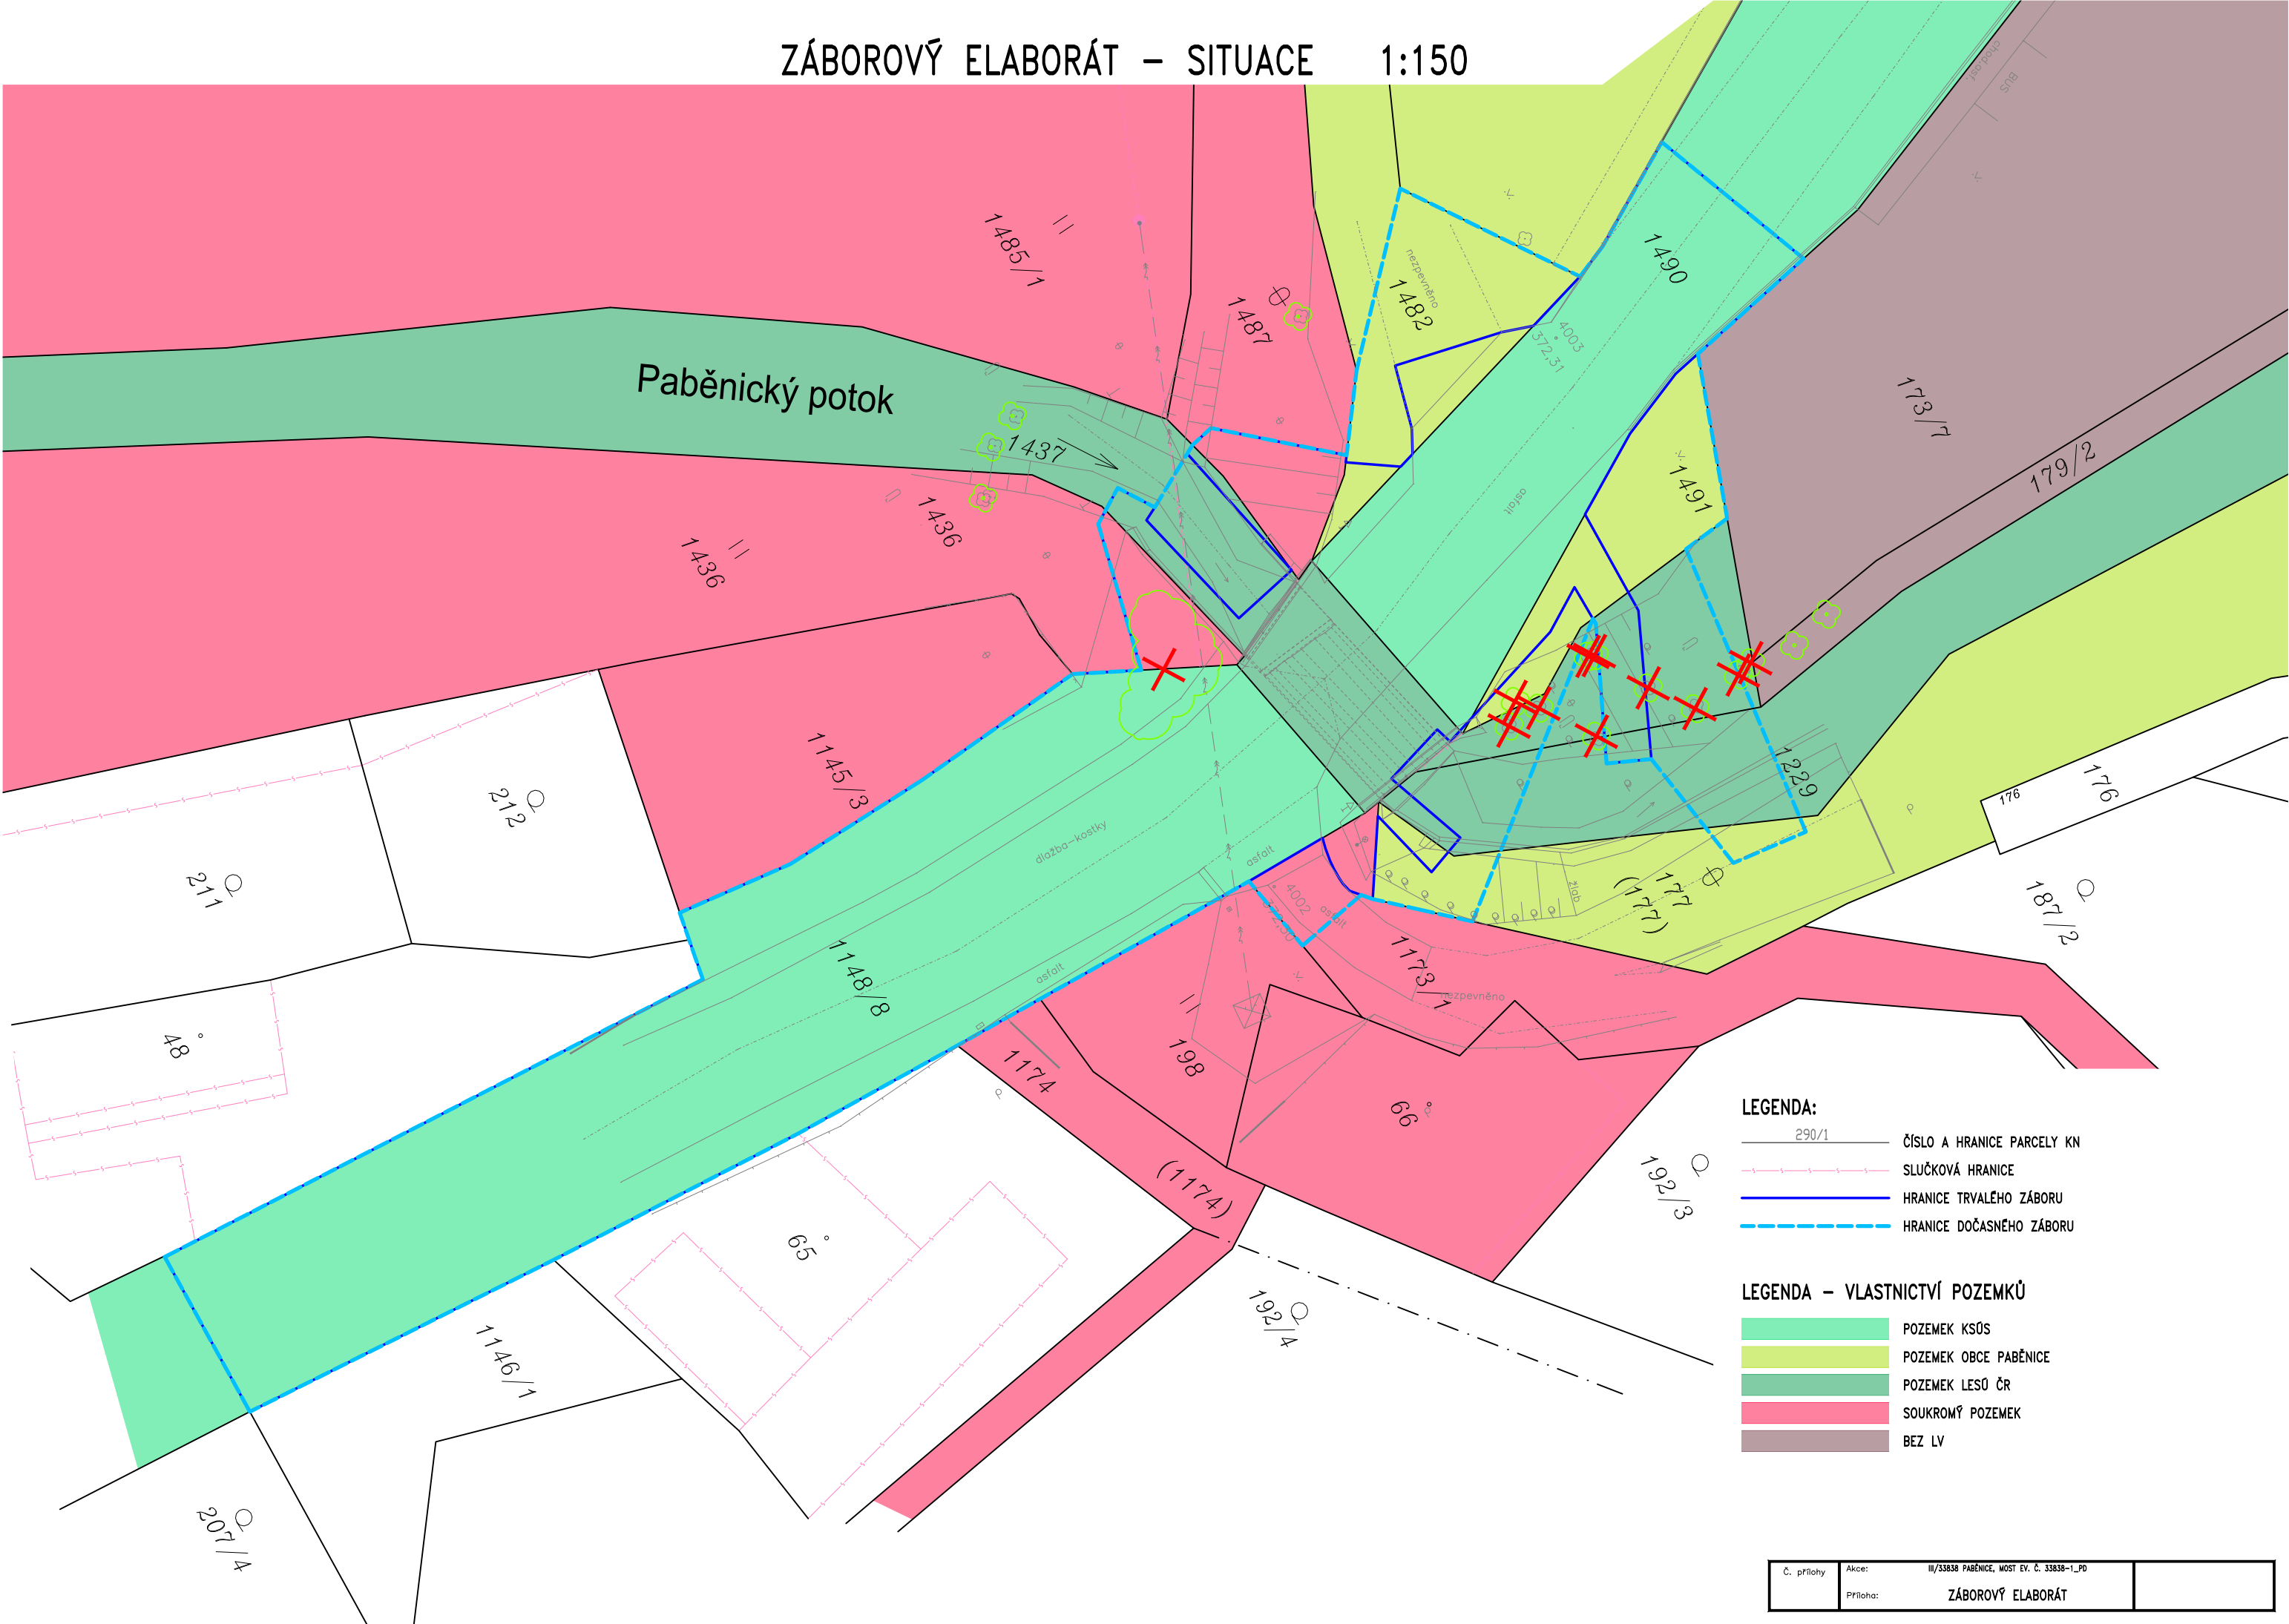 ZÁBOROVÝ ELABORÁT – SITUACE 1:150
BUS
1485/1
1487
nezpevněno
1482
1490
4003
372,31
Paběnický potok
1437
1436
1436
asfalt
1491
173/7
179/2
1145/3
212
211
dlažba-kostky
asfalt
4002
asfalt
1229
176
176
žlab
177
(177)
187/2
48
1148/8
asfalt
1173/1
nezpevněno
198
1174
66
(1174)
192/3
65
192/4
1146/1
207/4
LEGENDA:
290/1
ČÍSLO A HRANICE PARCELY KN
SLUČKOVÁ HRANICE
HRANICE TRVALÉHO ZÁBORU
HRANICE DOČASNÉHO ZÁBORU
LEGENDA – VLASTNICTVÍ POZEMKŮ
POZEMEK KSÚS
POZEMEK OBCE PABĚNICE
POZEMEK LESŮ ČR
SOUKROMÝ POZEMEK
BEZ LV
Č. přílohy
Akce: III/33838 PABĚNICE, MOST EV. Č. 33838-1_PD
Příloha: ZÁBOROVÝ ELABORÁT